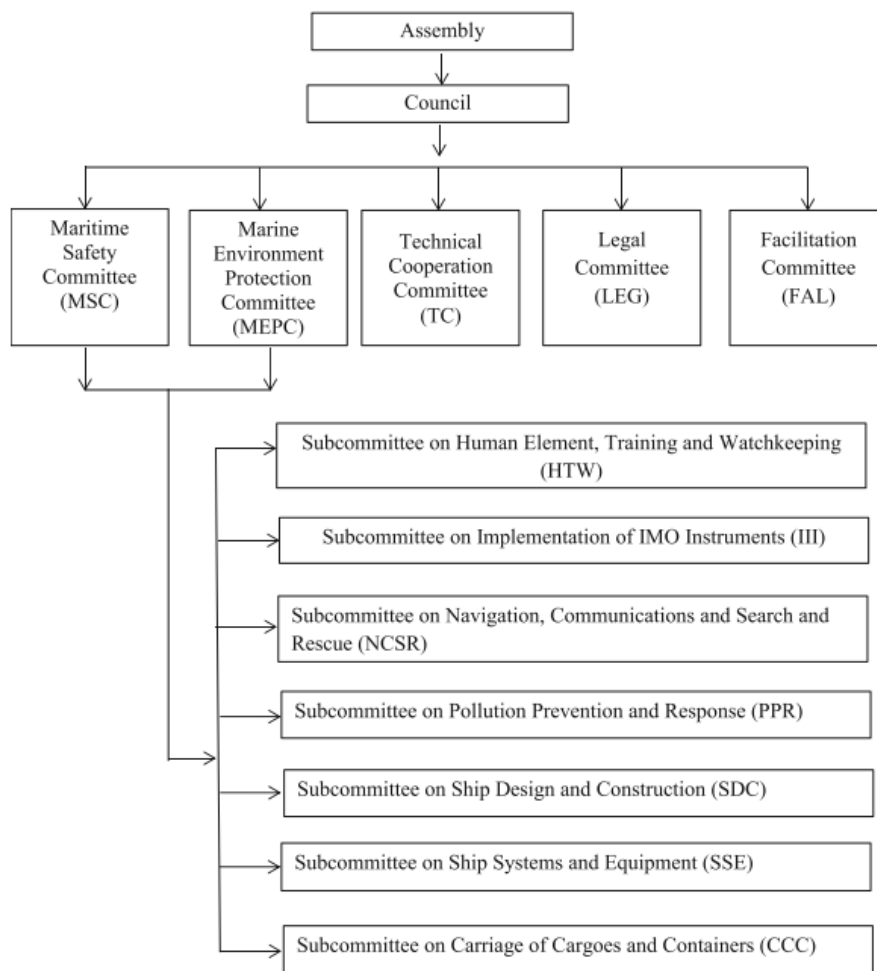 Assembly
Council
Maritime
Safety
Committee
(MSC)
Marine
Environment
Protection
Committee
(MEPC)
Technical
Cooperation
Committee
(TC)
Legal
Committee
(LEG)
Facilitation
Committee
(FAL)
Subcommittee on Human Element, Training and Watchkeeping
(HTW)
Subcommittee on Implementation of IMO Instruments (III)
Subcommittee on Navigation, Communications and Search and
Rescue (NCSR)
Subcommittee on Pollution Prevention and Response (PPR)
Subcommittee on Ship Design and Construction (SDC)
Subcommittee on Ship Systems and Equipment (SSE)
Subcommittee on Carriage of Cargoes and Containers (CCC)